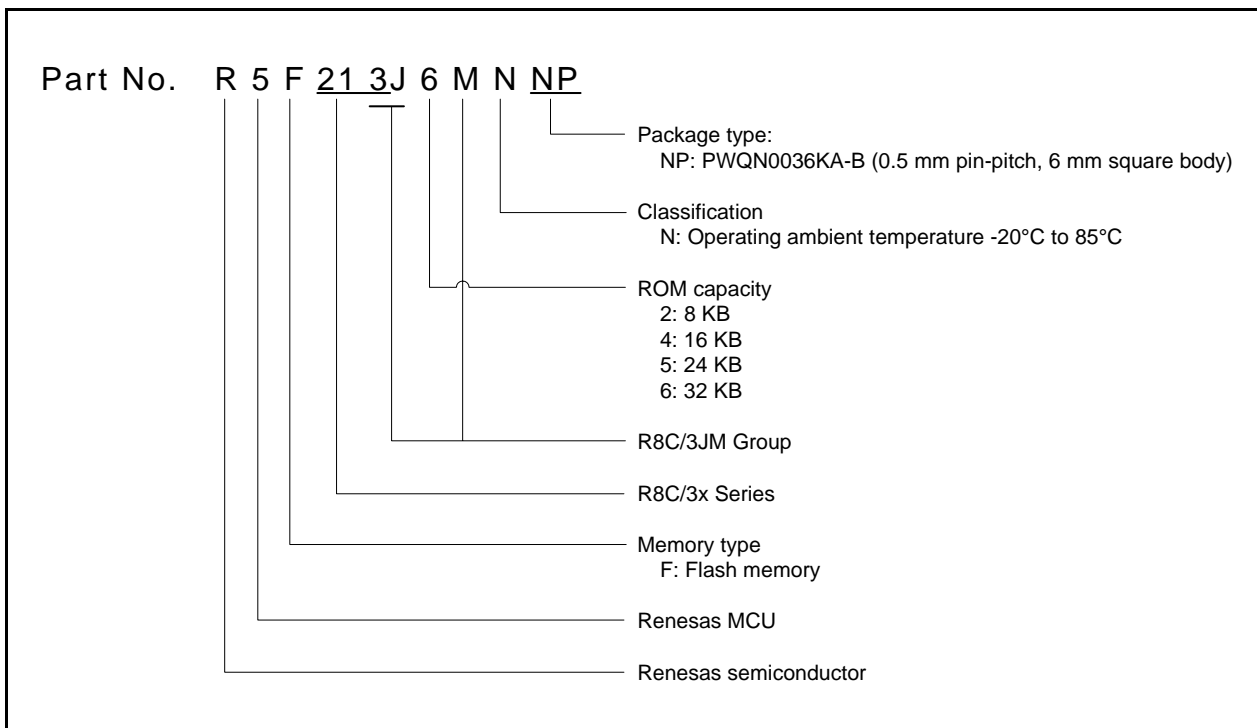 Part No. R 5 F 21 3J 6 M N NP
Package type:
NP: PWQN0036KA-B (0.5 mm pin-pitch, 6 mm square body)
Classification
N: Operating ambient temperature -20°C to 85°C
ROM capacity
2: 8 KB
4: 16 KB
5: 24 KB
6: 32 KB
R8C/3JM Group
R8C/3x Series
Memory type
F: Flash memory
Renesas MCU
Renesas semiconductor